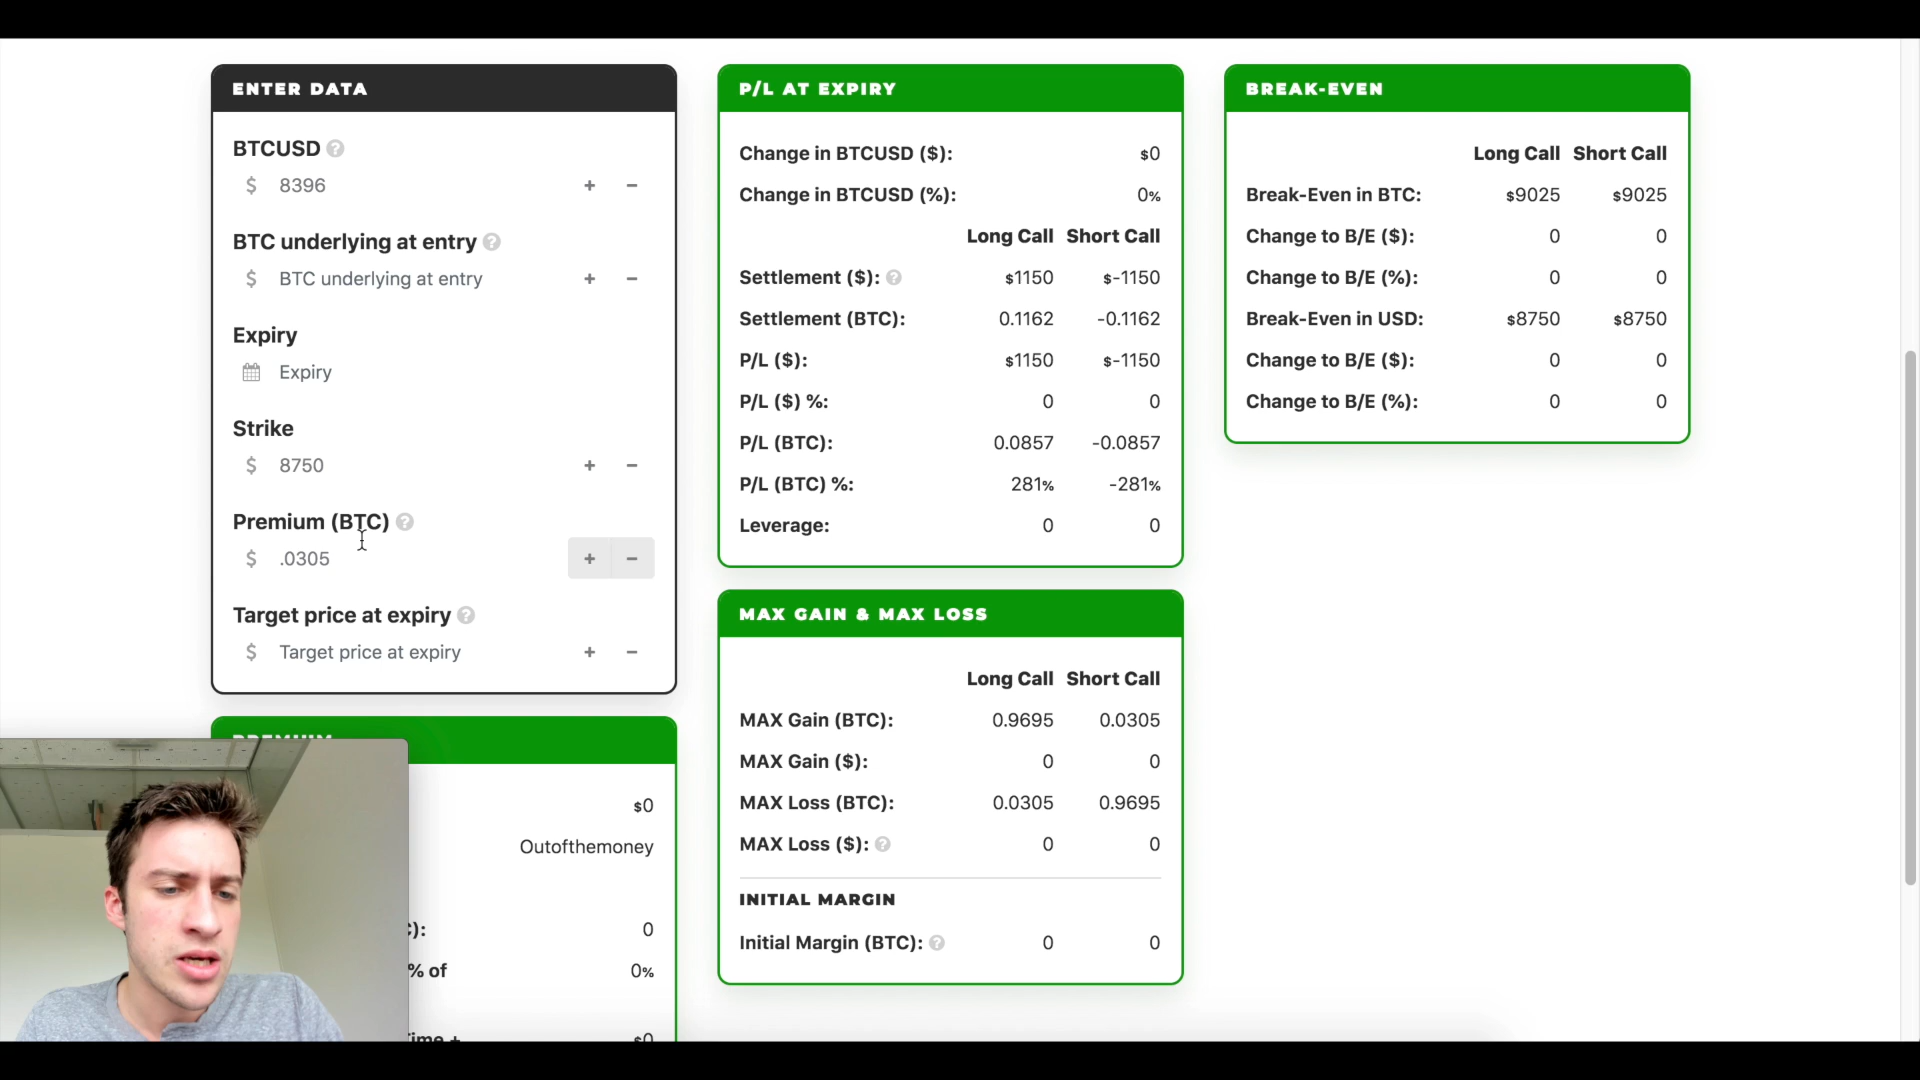 ENTER DATA
BTCUSD
$ 8396 + −
BTC underlying at entry
$ BTC underlying at entry + −
Expiry
Expiry
Strike
$ 8750 + −
Premium (BTC)
$ .0305 + −
Target price at expiry
$ Target price at expiry + −
$0
Outofthemoney
): 0
% of 0%
P/L AT EXPIRY
Change in BTCUSD ($): $0
Change in BTCUSD (%): 0%
Long Call Short Call
Settlement ($): $1150 $-1150
Settlement (BTC): 0.1162 -0.1162
P/L ($): $1150 $-1150
P/L ($) %: 0 0
P/L (BTC): 0.0857 -0.0857
P/L (BTC) %: 281% -281%
Leverage: 0 0
MAX GAIN & MAX LOSS
Long Call Short Call
MAX Gain (BTC): 0.9695 0.0305
MAX Gain ($): 0 0
MAX Loss (BTC): 0.0305 0.9695
MAX Loss ($): 0 0
INITIAL MARGIN
Initial Margin (BTC): 0 0
BREAK-EVEN
Long Call Short Call
Break-Even in BTC: $9025 $9025
Change to B/E ($): 0 0
Change to B/E (%): 0 0
Break-Even in USD: $8750 $8750
Change to B/E ($): 0 0
Change to B/E (%): 0 0